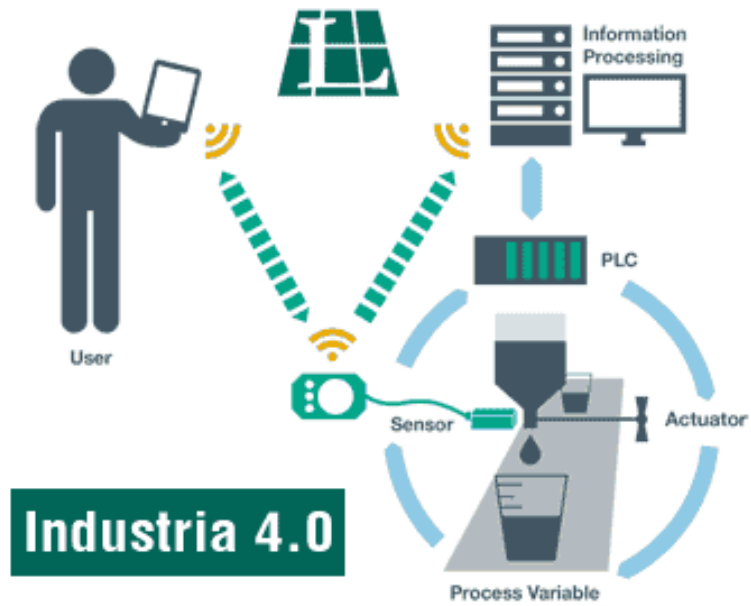 L
Information
Processing
PLC
User
Sensor
Actuator
Industria 4.0
Process Variable